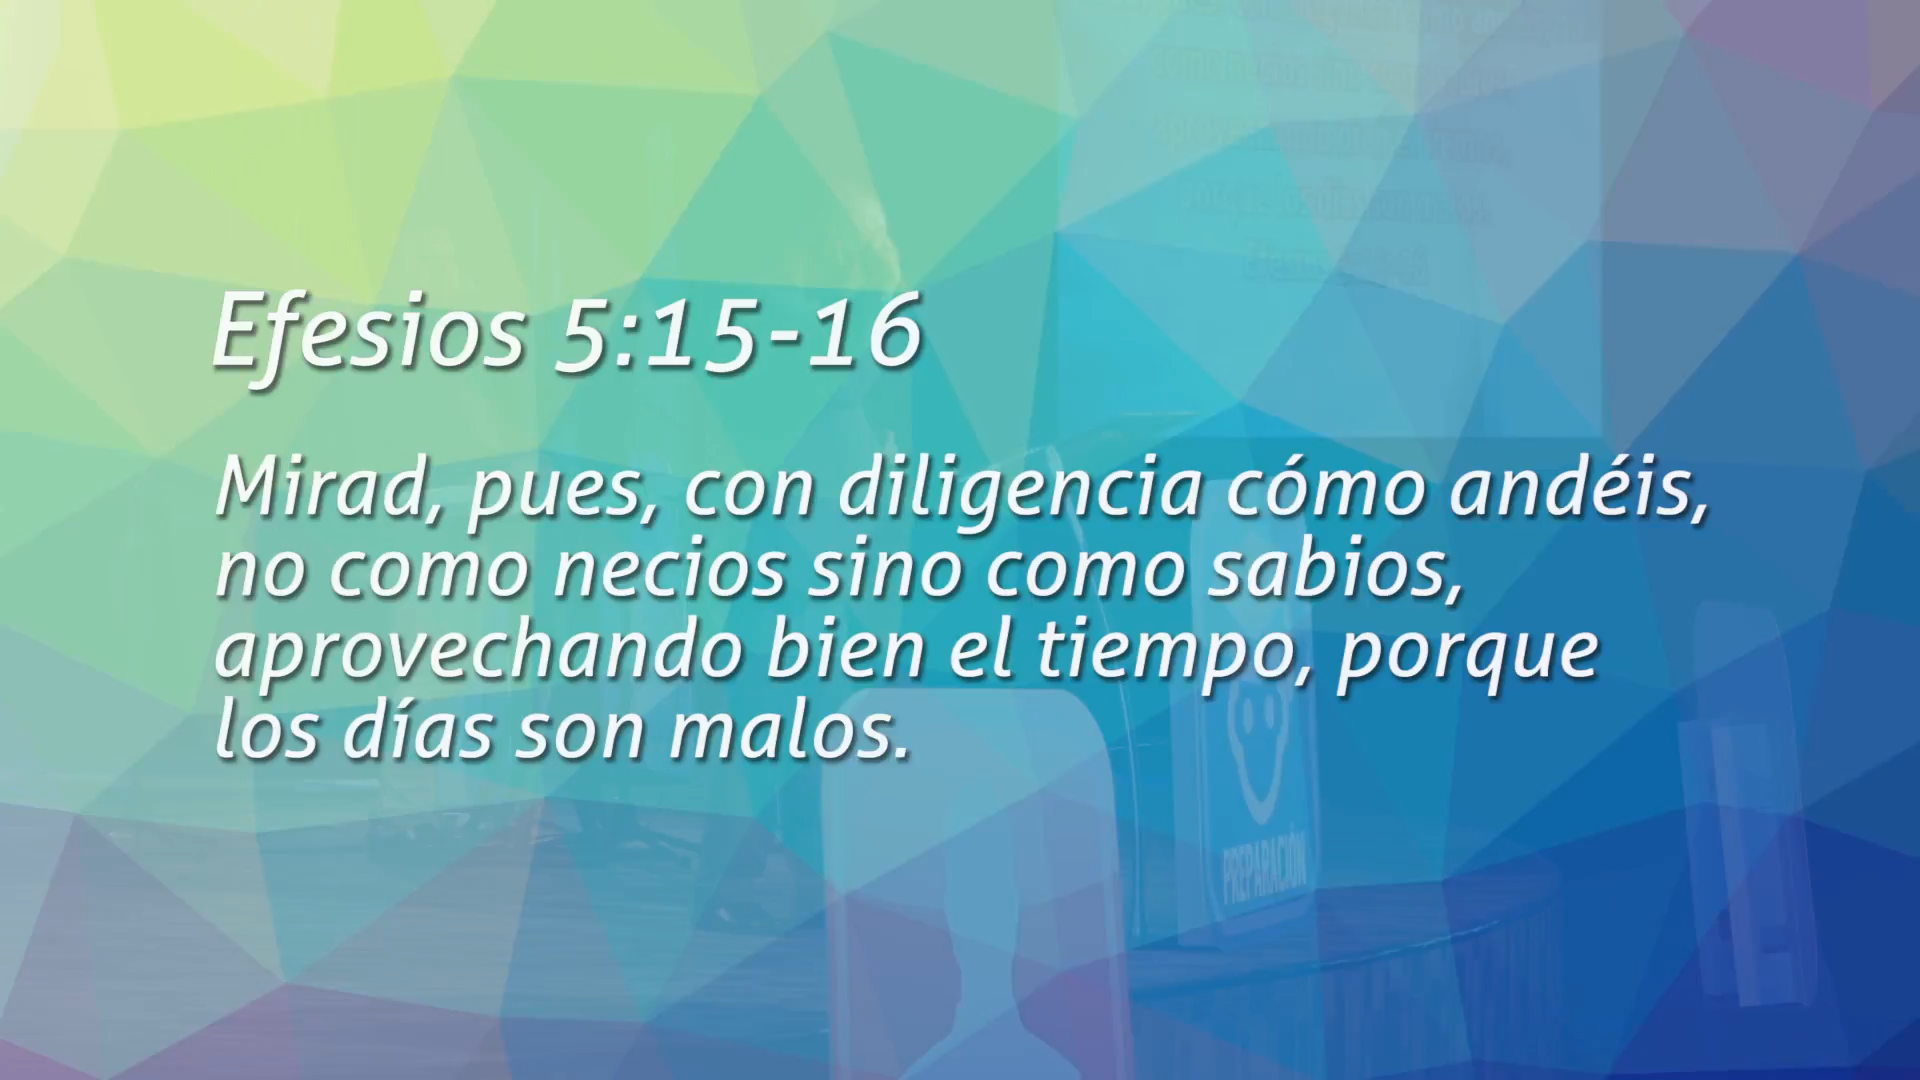 Efesios 5:15-16
Mirad, pues, con diligencia cómo andéis,
no como necios sino como sabios,
aprovechando bien el tiempo, porque
los días son malos.
PREPARACIÓN